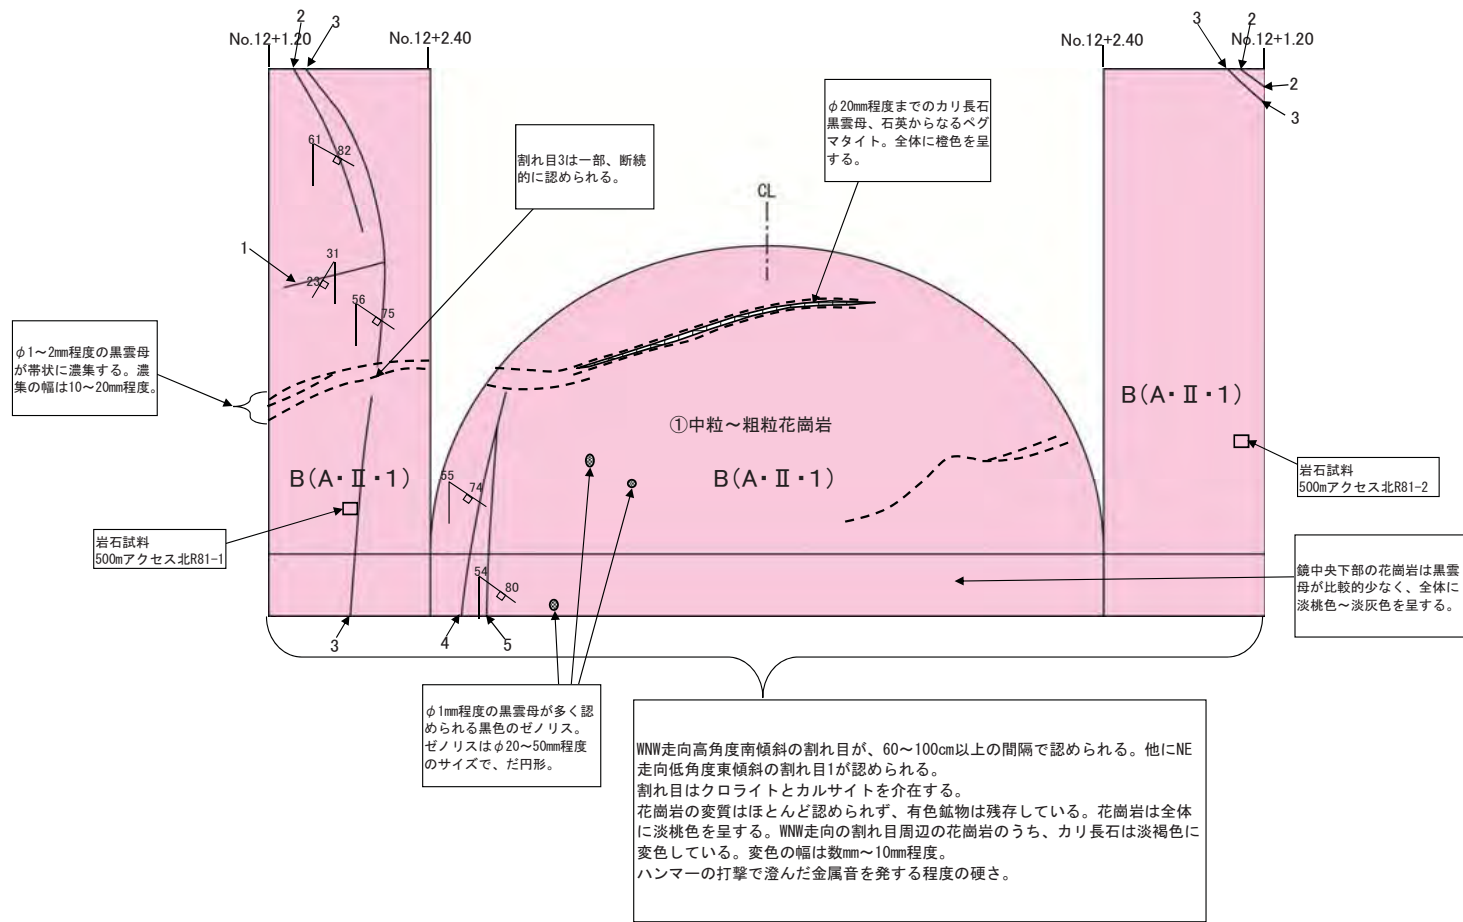 2
3
No.12+1.20
No.12+2.40
No.12+2.40
3
2
No.12+1.20
2
3
φ20mm程度までのカリ長石
黒雲母、石英からなるペグ
マタイト。全体に橙色を呈
する。
割れ目3は一部、断続
的に認められる。
61
82
CL
1
31
23
56
75
φ1～2mm程度の黒雲母
が帯状に濃集する。濃
集の幅は10～20mm程度。
B(A・Ⅱ・1)
①中粒～粗粒花崗岩
B(A・Ⅱ・1)
B(A・Ⅱ・1)
55
74
岩石試料
500mアクセス北R81-2
岩石試料
500mアクセス北R81-1
54
80
鏡中央下部の花崗岩は黒雲
母が比較的少なく、全体に
淡桃色～淡灰色を呈する。
3
4
5
φ1mm程度の黒雲母が多く認
められる黒色のゼノリス。
ゼノリスはφ20～50mm程度
のサイズで、だ円形。
WNW走向高角度南傾斜の割れ目が、60～100cm以上の間隔で認められる。他にNE
走向低角度東傾斜の割れ目1が認められる。
割れ目はクロライトとカルサイトを介在する。
花崗岩の変質はほとんど認められず、有色鉱物は残存している。花崗岩は全体
に淡桃色を呈する。WNW走向の割れ目周辺の花崗岩のうち、カリ長石は淡褐色に
変色している。変色の幅は数mm～10mm程度。
ハンマーの打撃で澄んだ金属音を発する程度の硬さ。